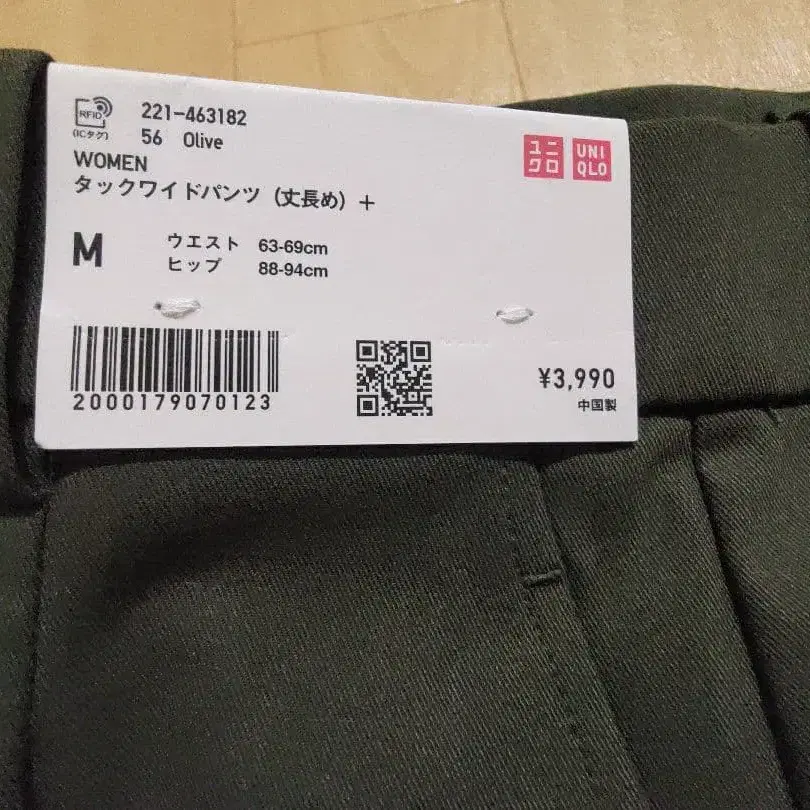 RFID
(ICタグ)
221-463182
56 Olive
ユニ
クロ
UNI
QLO
WOMEN
タックワイドパンツ (丈長め) +
M
ウエスト 63-69cm
ヒップ 88-94cm
2000179070123
¥3,990
中国製